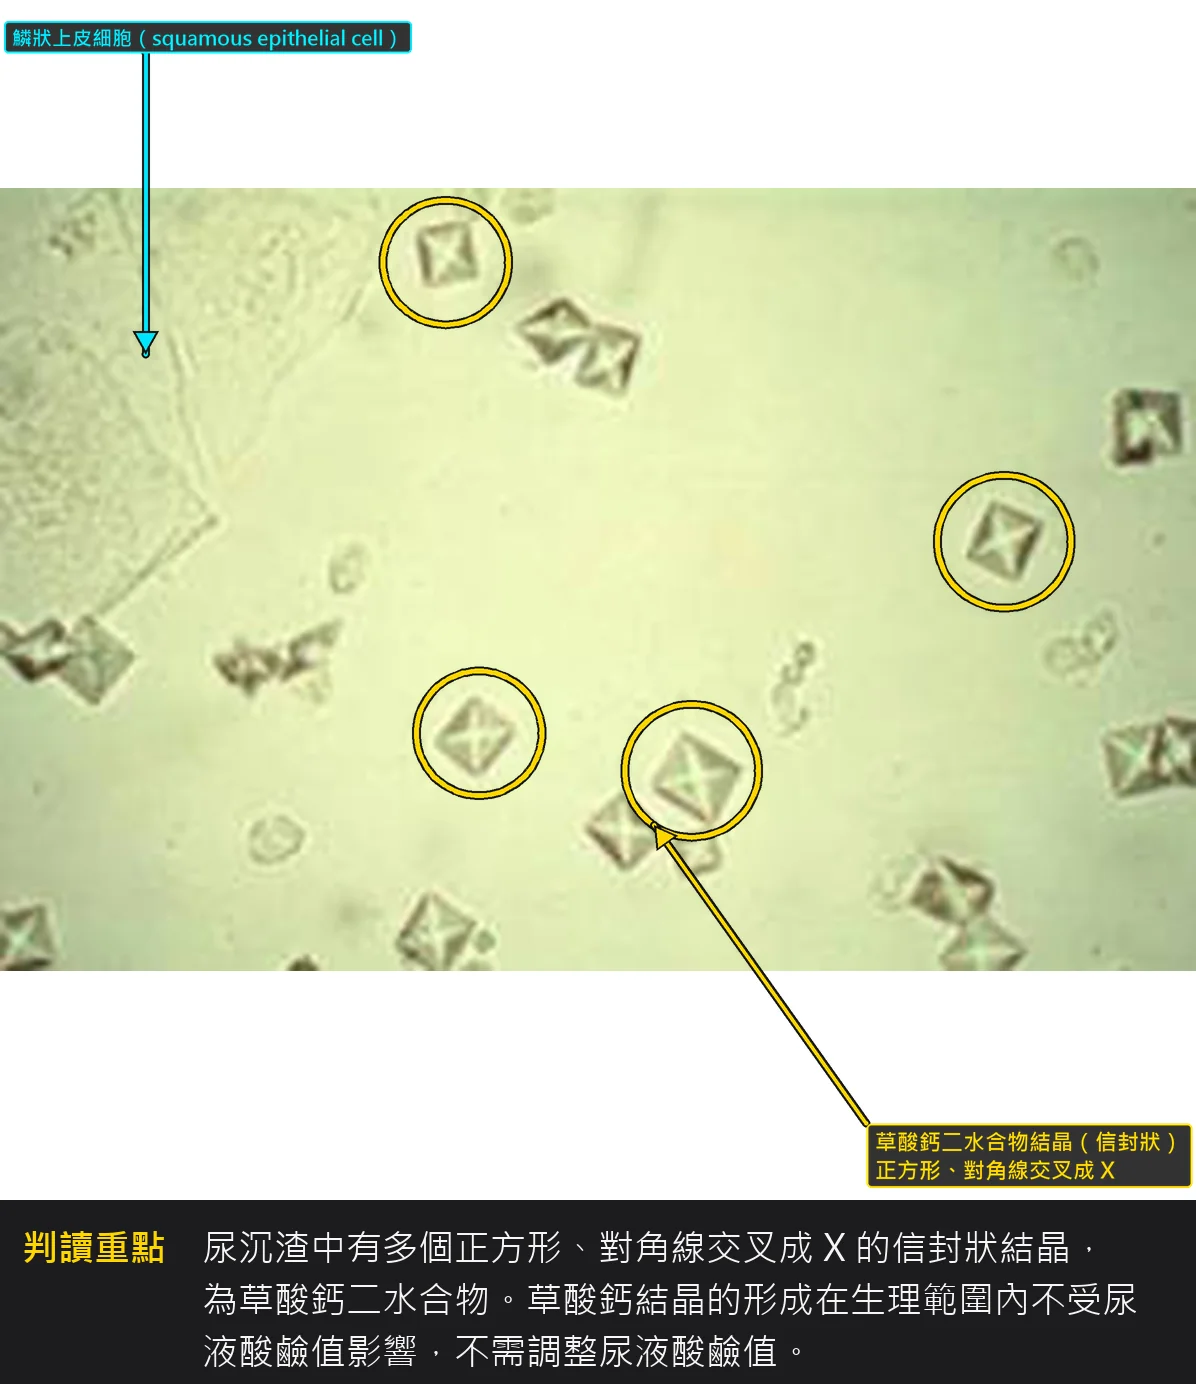 鱗狀上皮細胞（squamous epithelial cell）
草酸鈣二水合物結晶（信封狀）
正方形、對角線交叉成 X
判讀重點
尿沉渣中有多個正方形、對角線交叉成 X 的信封狀結晶，
為草酸鈣二水合物。草酸鈣結晶的形成在生理範圍內不受尿
液酸鹼值影響，不需調整尿液酸鹼值。